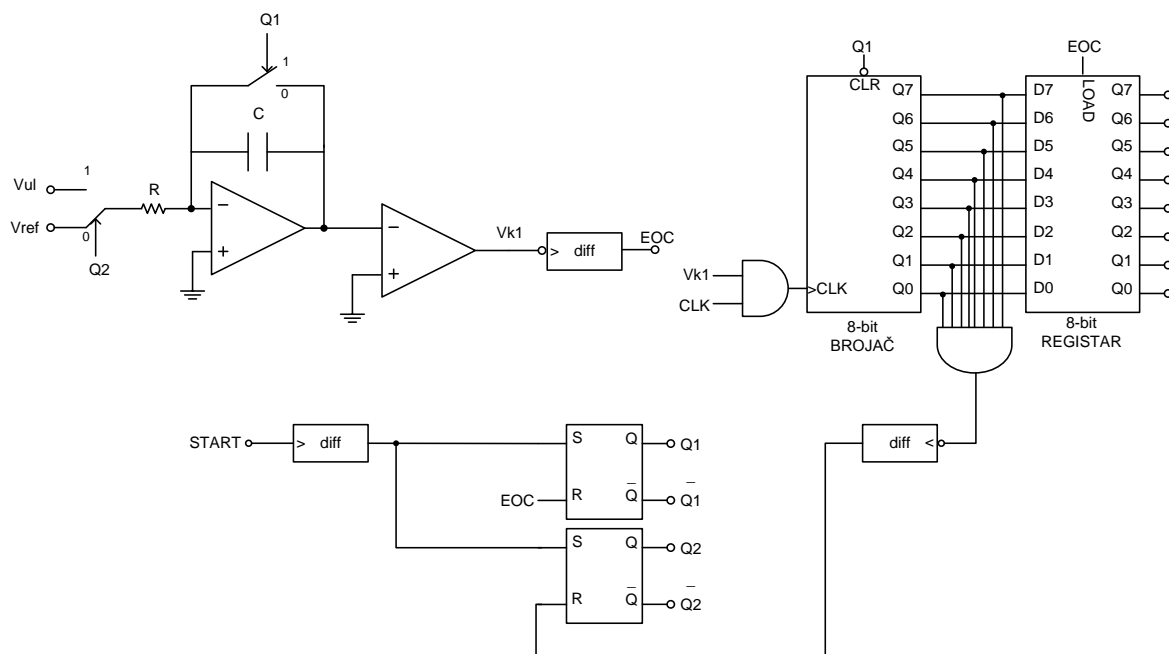 Q1
1
0
C
Vul
1
R
Vref
0
Q2
−
+
−
+
Vk1
> diff
EOC
Q1
CLR
EOC
LOAD
Q7 D7 Q7
Q6 D6 Q6
Q5 D5 Q5
Q4 D4 Q4
Q3 D3 Q3
Q2 D2 Q2
Q1 D1 Q1
Q0 D0 Q0
Vk1
CLK
>CLK
8-bit
BROJAČ
8-bit
REGISTAR
START
> diff
S Q Q1
EOC R Q̅ Q̅1
S Q Q2
R Q̅ Q̅2
diff <